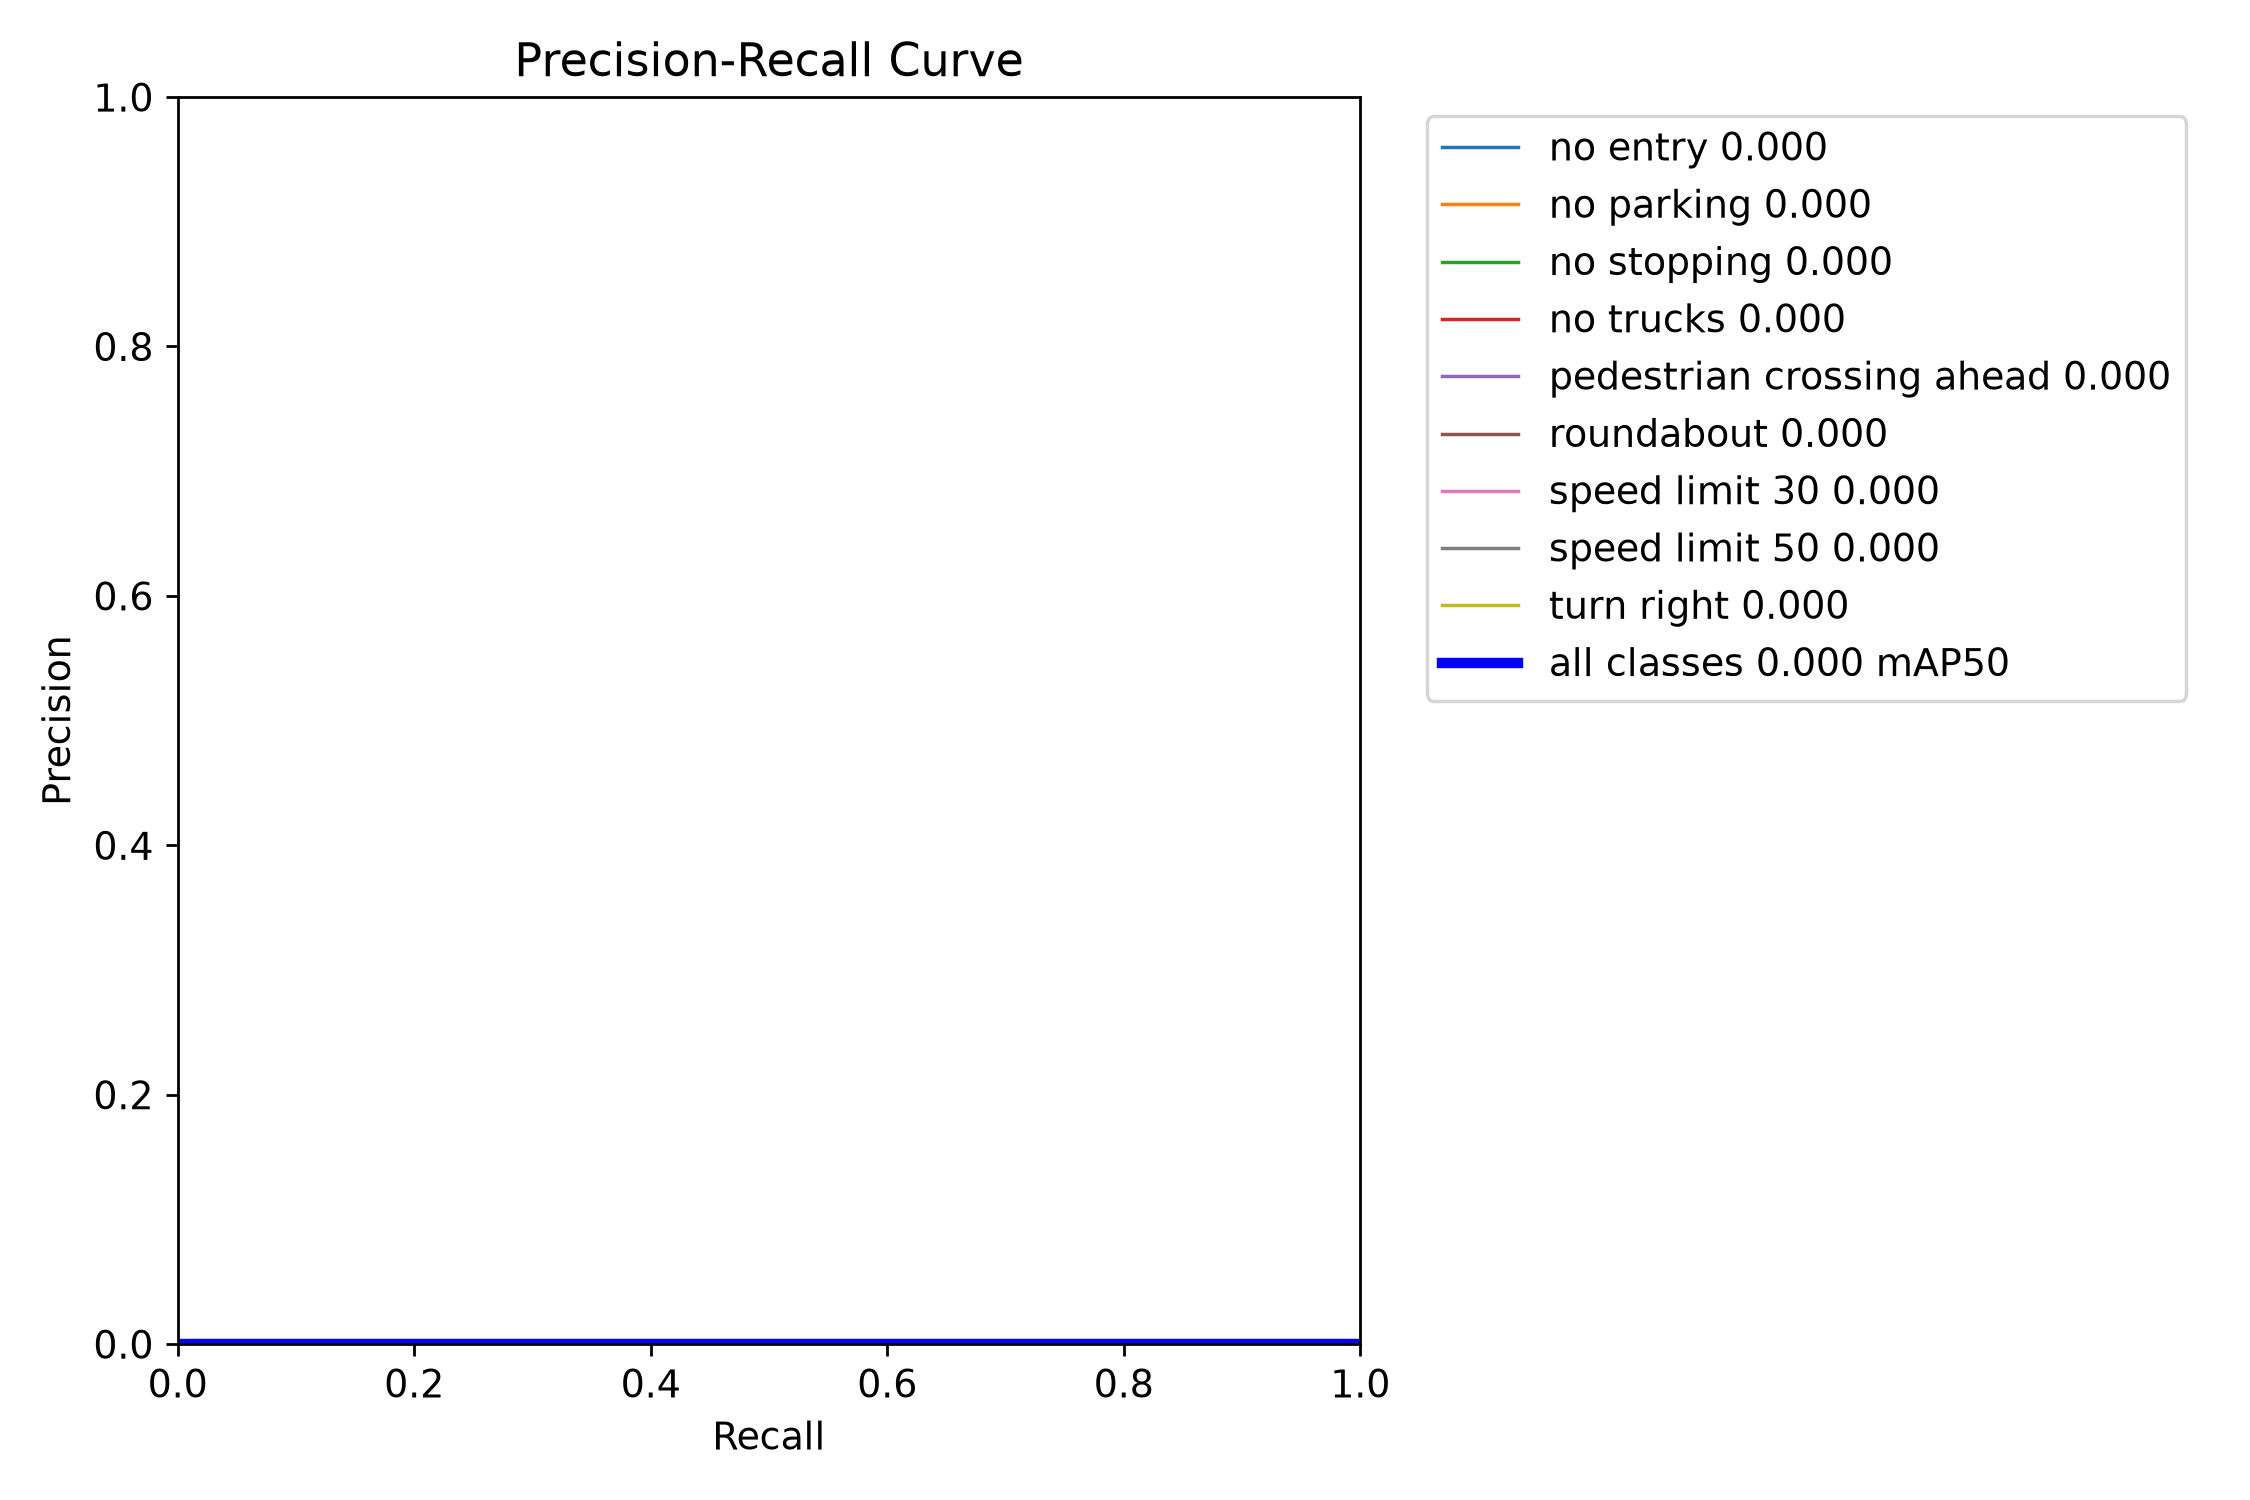 Precision-Recall Curve
1.0
0.8
0.6
0.4
0.2
0.0
Precision
0.0 0.2 0.4 0.6 0.8 1.0
Recall
no entry 0.000
no parking 0.000
no stopping 0.000
no trucks 0.000
pedestrian crossing ahead 0.000
roundabout 0.000
speed limit 30 0.000
speed limit 50 0.000
turn right 0.000
all classes 0.000 mAP50